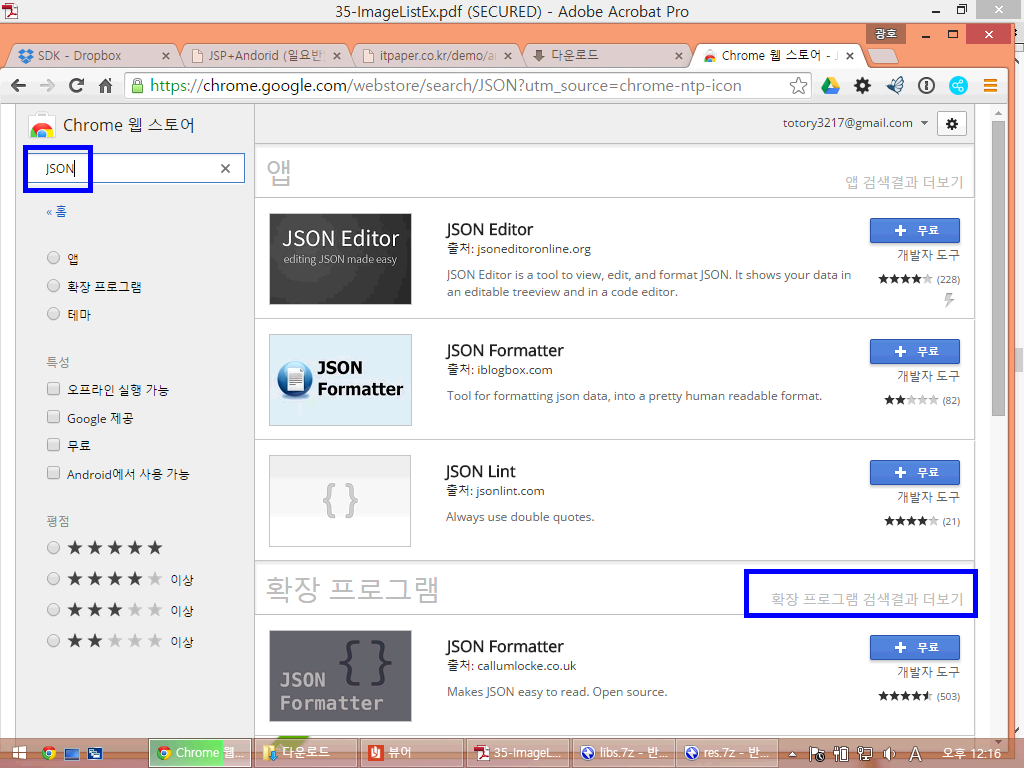 35-ImageListEx.pdf (SECURED) - Adobe Acrobat Pro
광호
SDK - Dropbox
JSP+Andorid (일요반
itpaper.co.kr/demo/a
다운로드
Chrome 웹 스토어 - J
https://chrome.google.com/webstore/search/JSON?utm_source=chrome-ntp-icon
Chrome 웹 스토어
totory3217@gmail.com
JSON
« 홈
앱
확장 프로그램
테마
특성
오프라인 실행 가능
Google 제공
무료
Android에서 사용 가능
평점
이상
이상
이상
앱
앱 검색결과 더보기
JSON Editor
editing JSON made easy
JSON Editor
출처: jsoneditoronline.org
JSON Editor is a tool to view, edit, and format JSON. It shows your data in
an editable treeview and in a code editor.
+ 무료
개발자 도구
(228)
JSON
Formatter
JSON Formatter
출처: iblogbox.com
Tool for formatting json data, into a pretty human readable format.
+ 무료
개발자 도구
(82)
{ }
JSON Lint
출처: jsonlint.com
Always use double quotes.
+ 무료
개발자 도구
(21)
확장 프로그램
확장 프로그램 검색결과 더보기
{ }
JSON
Formatter
JSON Formatter
출처: callumlocke.co.uk
Makes JSON easy to read. Open source.
+ 무료
개발자 도구
(503)
Chrome 웹...
다운로드
뷰어
35-ImageL...
libs.7z - 반...
res.7z - 반...
A
오후 12:16